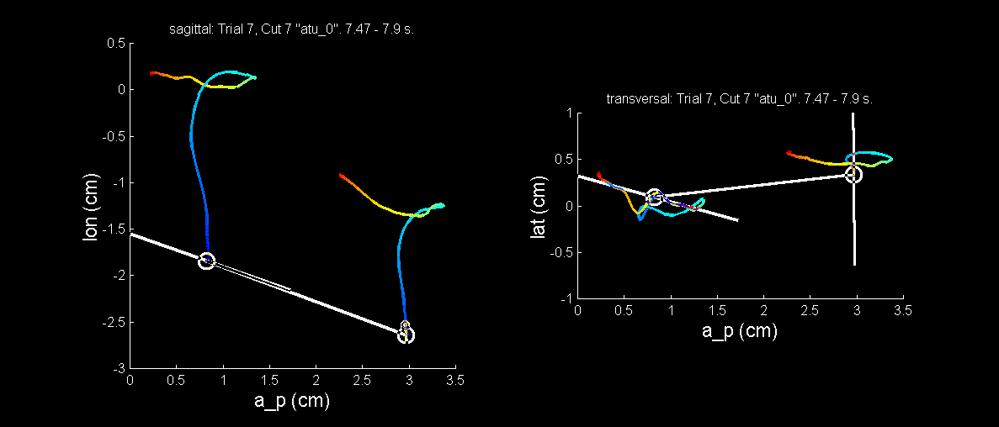 sagittal: Trial 7, Cut 7 "atu_0". 7.47 - 7.9 s.
0.5
0
-0.5
-1
-1.5
-2
-2.5
-3
lon (cm)
0 0.5 1 1.5 2 2.5 3 3.5
a_p (cm)
transversal: Trial 7, Cut 7 "atu_0". 7.47 - 7.9 s.
1
0.5
0
-0.5
-1
lat (cm)
0 0.5 1 1.5 2 2.5 3 3.5
a_p (cm)